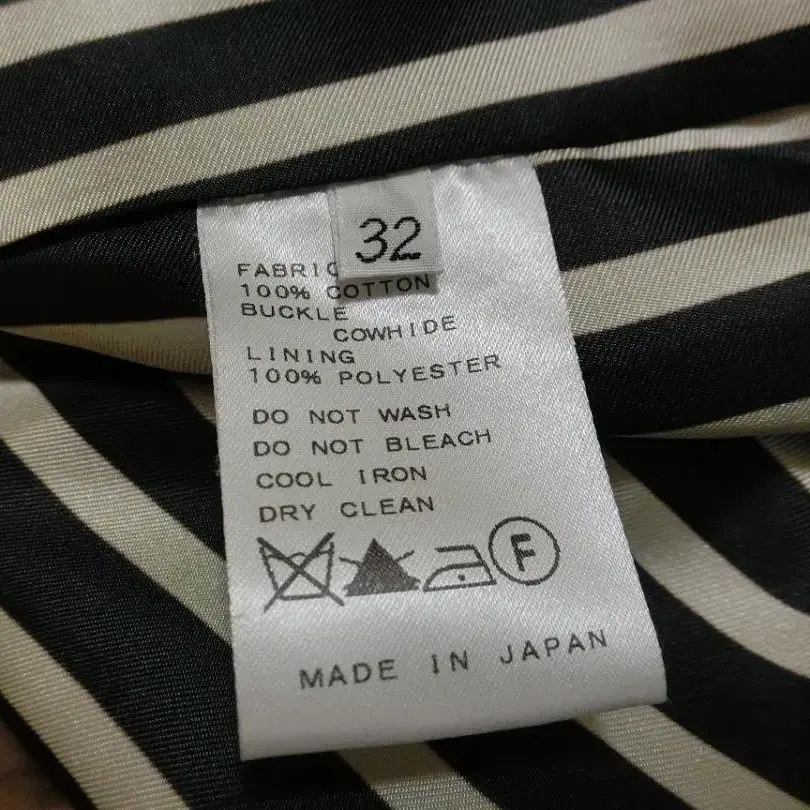 32
FABRIC
100% COTTON
BUCKLE
COWHIDE
LINING
100% POLYESTER
DO NOT WASH
DO NOT BLEACH
COOL IRON
DRY CLEAN
F
MADE IN JAPAN